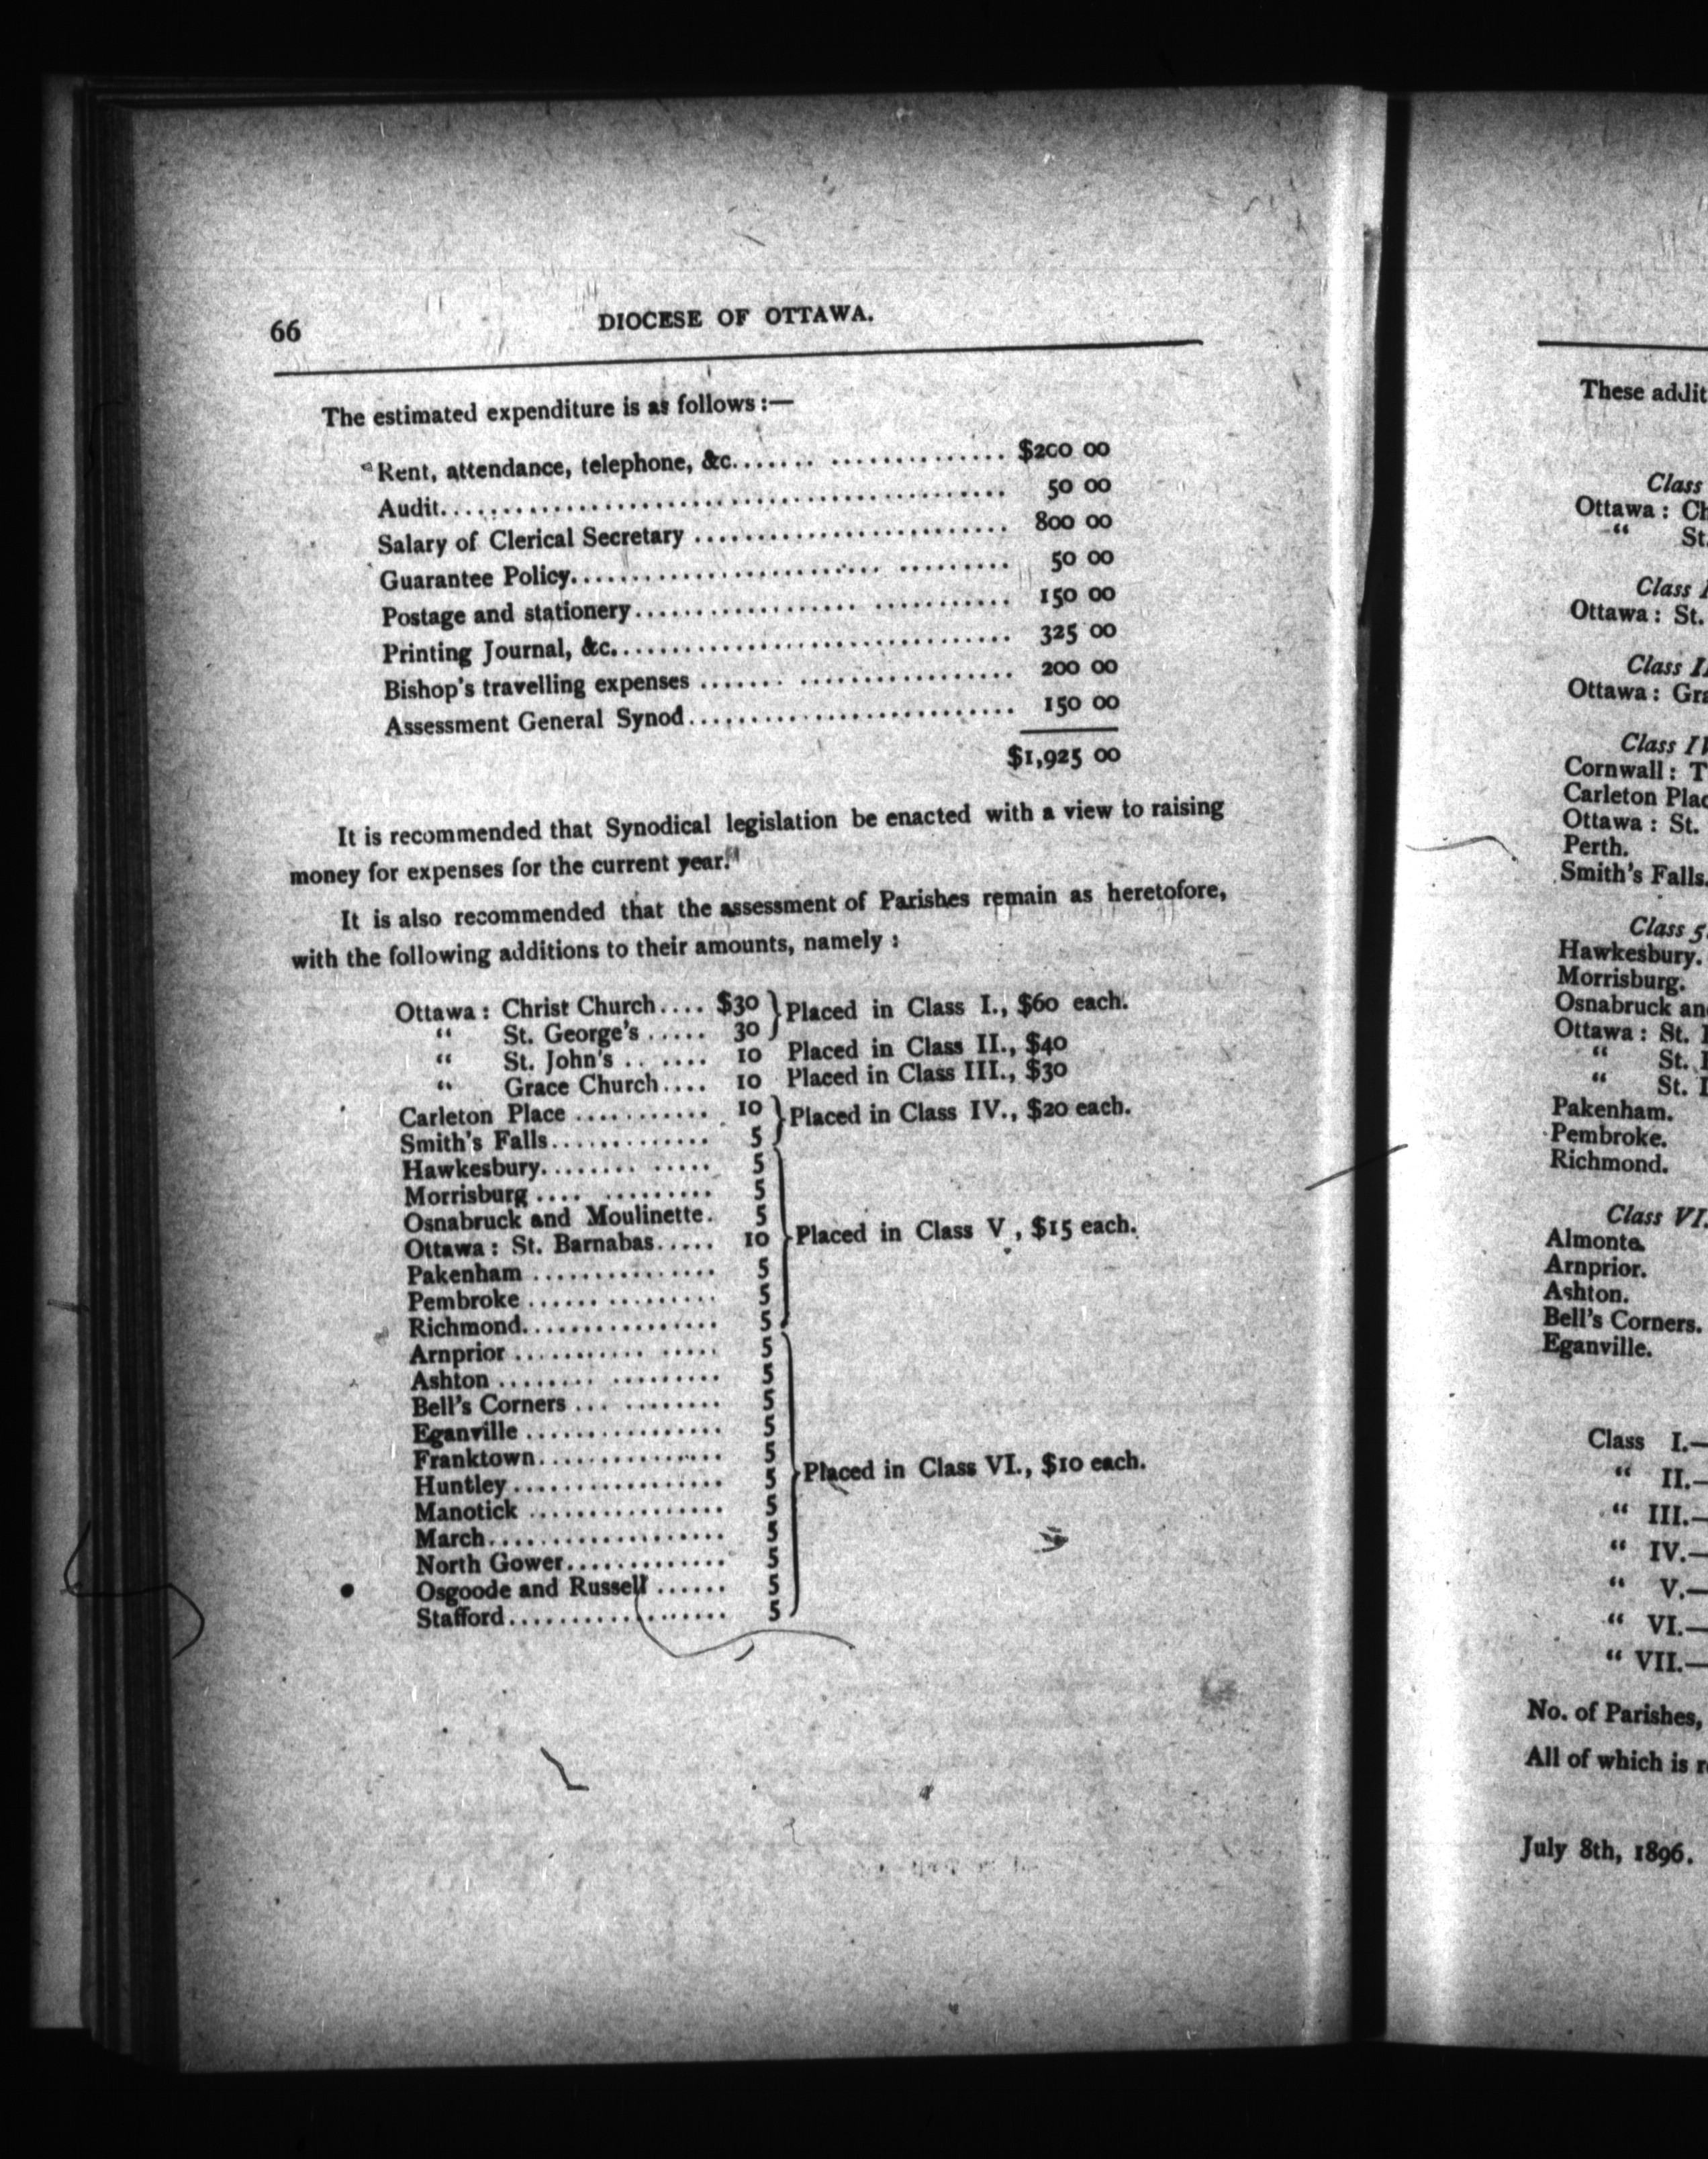 66
DIOCESE OF OTTAWA.
The estimated expenditure is as follows:—
Rent, attendance, telephone, &c.................... $200 00
Audit............................................ 50 00
Salary of Clerical Secretary ......................... 800 00
Guarantee Policy.................................. 50 00
Postage and stationery............................. 150 00
Printing Journal, &c............................... 325 00
Bishop's travelling expenses ........................ 200 00
Assessment General Synod.......................... 150 00
$1,925 00
It is recommended that Synodical legislation be enacted with a view to raising
money for expenses for the current year.
It is also recommended that the assessment of Parishes remain as heretofore,
with the following additions to their amounts, namely :
Ottawa : Christ Church.... $30 } Placed in Class I., $60 each.
“ St. George's ..... 30
“ St. John's .. .... 10 Placed in Class II., $40
“ Grace Church.... 10 Placed in Class III., $30
Carleton Place ........... 10 } Placed in Class IV., $20 each.
Smith's Falls............. 5
Hawkesbury........ ..... 5
Morrisburg .... ......... 5
Osnabruck and Moulinette. 5
Ottawa : St. Barnabas..... 10 } Placed in Class V , $15 each.
Pakenham ............... 5
Pembroke ...... ......... 5
Richmond................ 5
Arnprior ........... ..... 5
Ashton ........ ......... 5
Bell's Corners ... ........ 5
Eganville ................ 5
Franktown............... 5
Huntley ................. 5 } Placed in Class VI., $10 each.
Manotick ................ 5
March................... 5
North Gower............. 5
Osgoode and Russell ...... 5
Stafford.................. 5
These addit
Class
Ottawa : Ch
“ St.
Class
Ottawa : St.
Class I
Ottawa : Gra
Class I
Cornwall : T
Carleton Plac
Ottawa : St.
Perth.
Smith's Falls.
Class 5
Hawkesbury.
Morrisburg.
Osnabruck an
Ottawa : St.
“ St.
“ St.
Pakenham.
Pembroke.
Richmond.
Class VI.
Almonte.
Arnprior.
Ashton.
Bell's Corners.
Eganville.
Class I.—
“ II.—
“ III.—
“ IV.—
“ V.—
“ VI.—
“ VII.—
No. of Parishes,
All of which is r
July 8th, 1896.